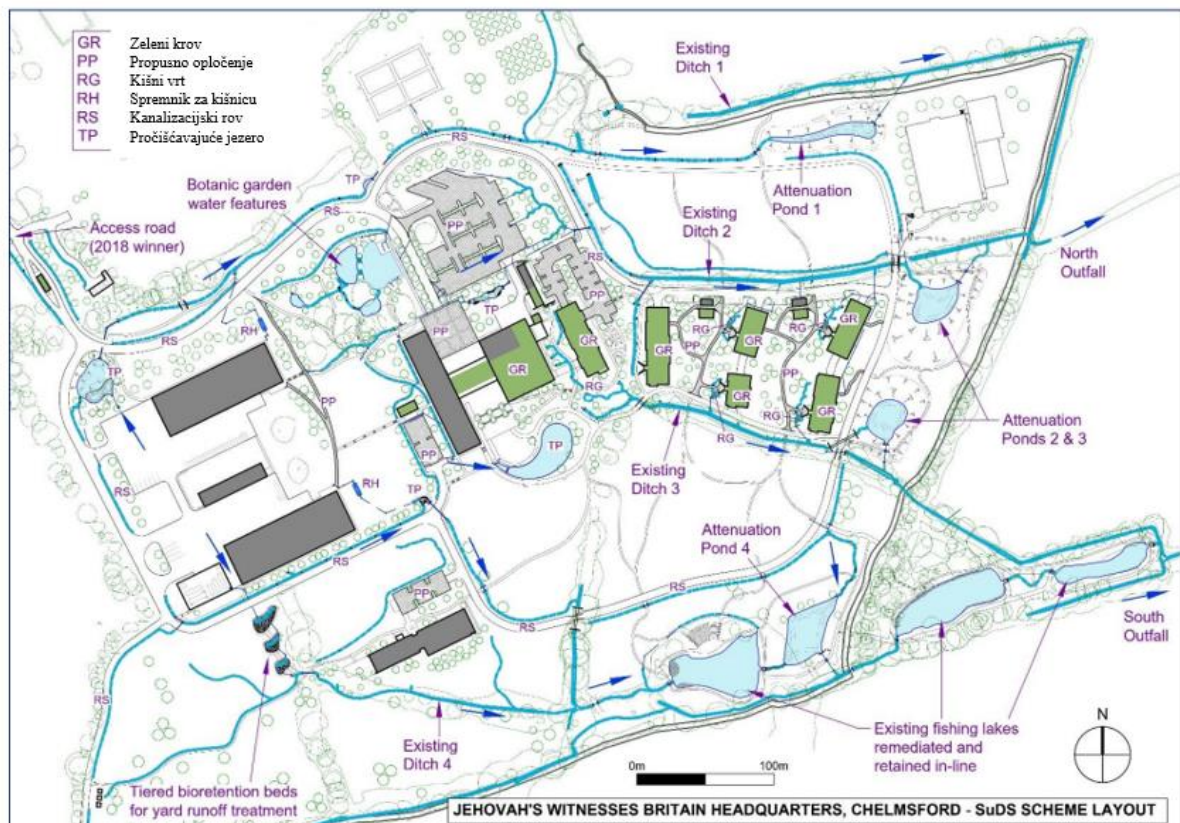 GR Zeleni krov
PP Propusno opločenje
RG Kišni vrt
RH Spremnik za kišnicu
RS Kanalizacijski rov
TP Pročišćavajuće jezero
Existing
Ditch 1
RS
Botanic garden
water features
TP
RS
PP
Attenuation
Pond 1
Access road
(2018 winner)
Existing
Ditch 2
RS
North
Outfall
RS
PP
TP
PP
RH
GR
GR
GR
RG
PP
GR
RG
GR
TP
PP
RG
PP
GR
RG
GR
RG
Attenuation
Ponds 2 & 3
PP
TP
Existing
Ditch 3
RS
RH
TP
Attenuation
Pond 4
RS
PP
RS
RS
South
Outfall
RS
Existing
Ditch 4
Existing fishing lakes
remediated and
retained in-line
N
0m 100m
Tiered bioretention beds
for yard runoff treatment
JEHOVAH'S WITNESSES BRITAIN HEADQUARTERS, CHELMSFORD - SuDS SCHEME LAYOUT